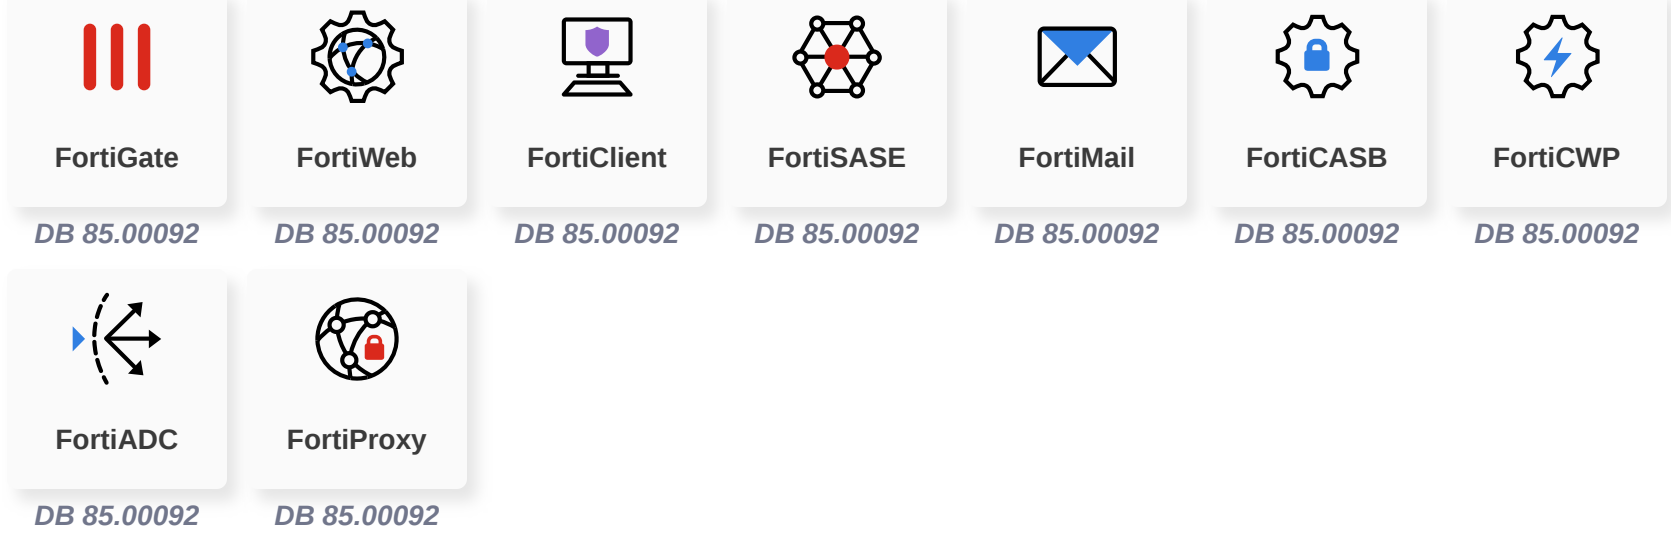 FortiGate FortiWeb FortiClient FortiSASE FortiMail FortiCASB FortiCWP
DB 85.00092 DB 85.00092 DB 85.00092 DB 85.00092 DB 85.00092 DB 85.00092 DB 85.00092
FortiADC FortiProxy
DB 85.00092 DB 85.00092